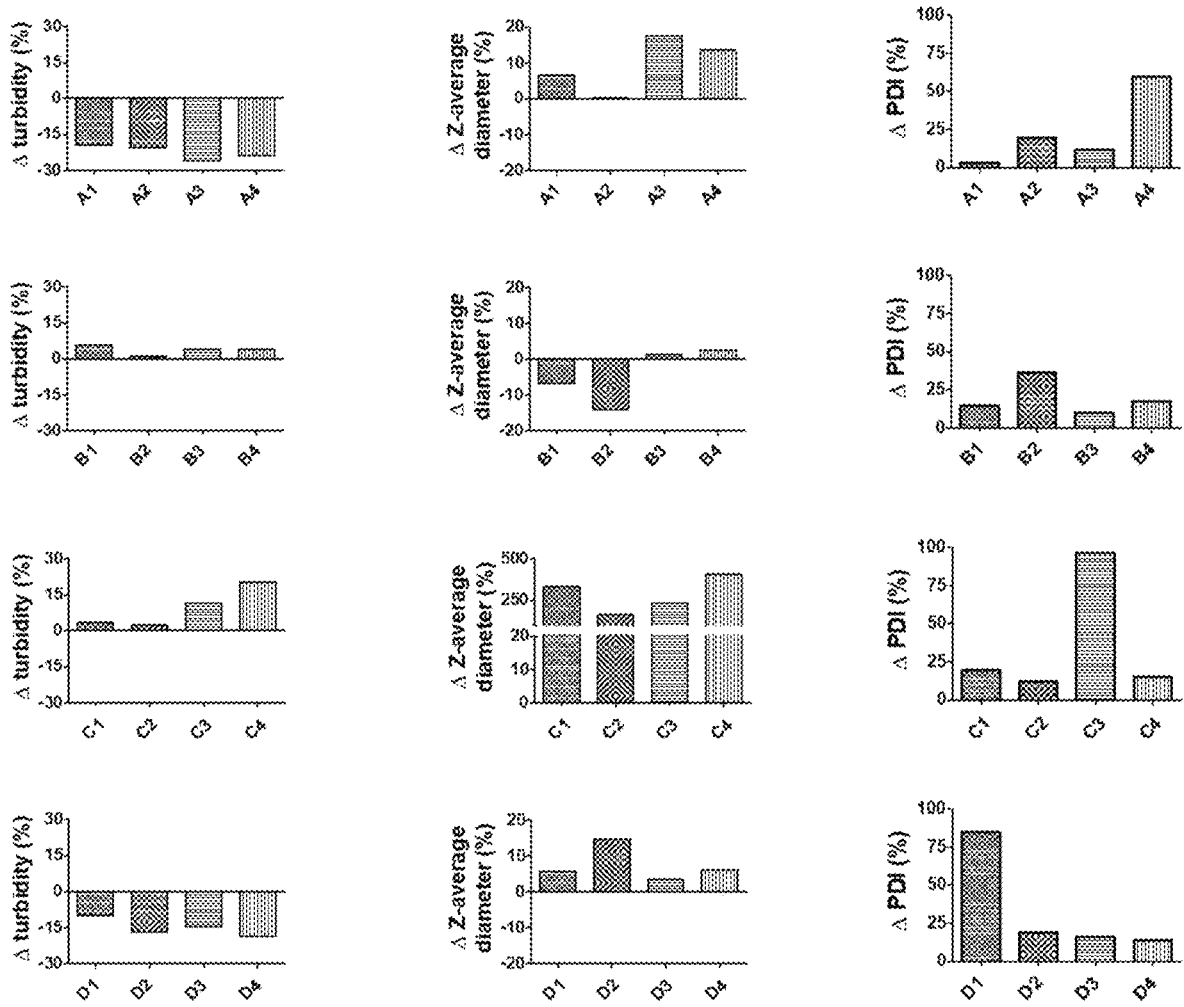 Δ turbidity (%)
30
15
0
-15
-30
A1 A2 A3 A4
Δ Z-average
diameter (%)
20
10
0
-10
-20
A1 A2 A3 A4
Δ PDI (%)
100
75
50
25
0
A1 A2 A3 A4
Δ turbidity (%)
30
15
0
-15
-30
B1 B2 B3 B4
Δ Z-average
diameter (%)
20
10
0
-10
-20
B1 B2 B3 B4
Δ PDI (%)
100
75
50
25
0
B1 B2 B3 B4
Δ turbidity (%)
30
15
0
-15
-30
C1 C2 C3 C4
Δ Z-average
diameter (%)
500
250
20
10
0
C1 C2 C3 C4
Δ PDI (%)
100
75
50
25
0
C1 C2 C3 C4
Δ turbidity (%)
30
15
0
-15
-30
D1 D2 D3 D4
Δ Z-average
diameter (%)
20
10
0
-10
-20
D1 D2 D3 D4
Δ PDI (%)
100
75
50
25
0
D1 D2 D3 D4